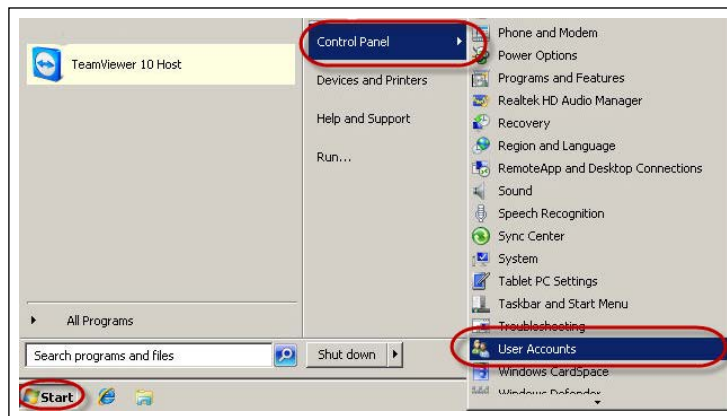 TeamViewer 10 Host
All Programs
Search programs and files
Start
Control Panel
Devices and Printers
Help and Support
Run...
Shut down
Phone and Modem
Power Options
Programs and Features
Realtek HD Audio Manager
Recovery
Region and Language
RemoteApp and Desktop Connections
Sound
Speech Recognition
Sync Center
System
Tablet PC Settings
Taskbar and Start Menu
Troubleshooting
User Accounts
Windows CardSpace
Windows Defender